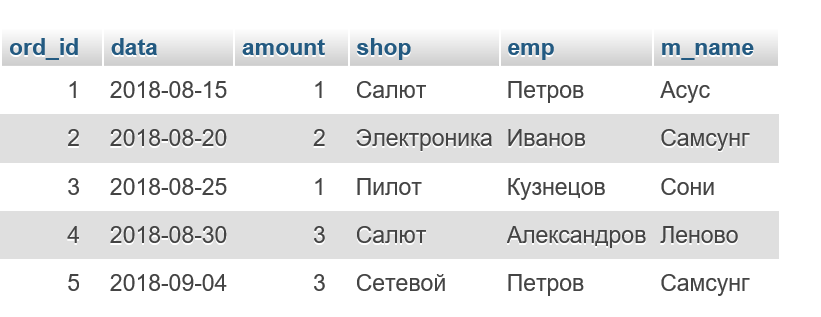 ord_id data amount shop emp m_name
1 2018-08-15 1 Салют Петров Асус
2 2018-08-20 2 Электроника Иванов Самсунг
3 2018-08-25 1 Пилот Кузнецов Сони
4 2018-08-30 3 Салют Александров Леново
5 2018-09-04 3 Сетевой Петров Самсунг